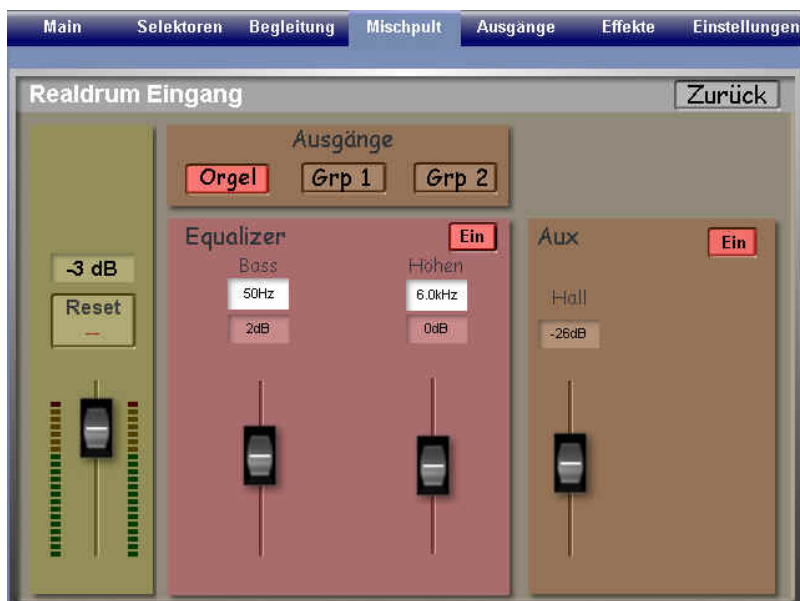 Main Selektoren Begleitung Mischpult Ausgänge Effekte Einstellungen
Realdrum Eingang Zurück
Ausgänge
Orgel Grp 1 Grp 2
-3 dB
Reset
Equalizer Ein
Bass Höhen
50Hz 6.0kHz
2dB 0dB
Aux Ein
Hall
-26dB